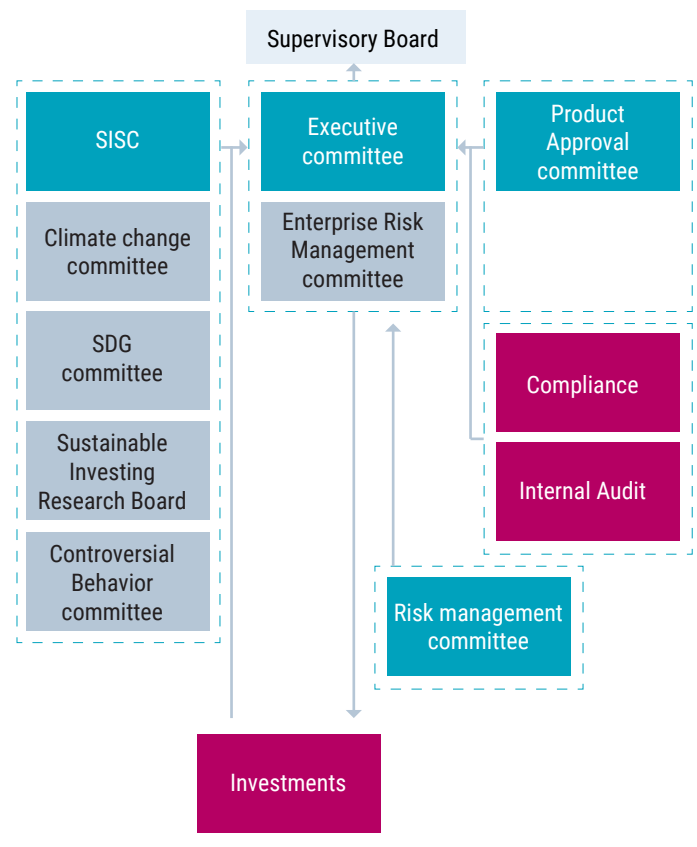 Supervisory Board
SISC
Climate change
committee
SDG
committee
Sustainable
Investing
Research Board
Controversial
Behavior
committee
Executive
committee
Enterprise Risk
Management
committee
Product
Approval
committee
Compliance
Internal Audit
Risk management
committee
Investments